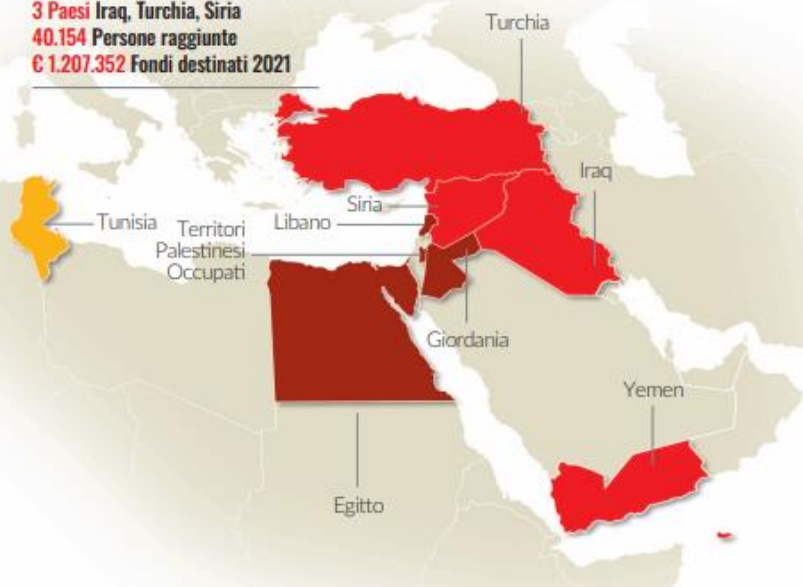 3 Paesi Iraq, Turchia, Siria
40.154 Persone raggiunte
€ 1.207.352 Fondi destinati 2021
Turchia
Iraq
Siria
Tunisia
Libano
Territori
Palestinesi
Occupati
Giordania
Yemen
Egitto